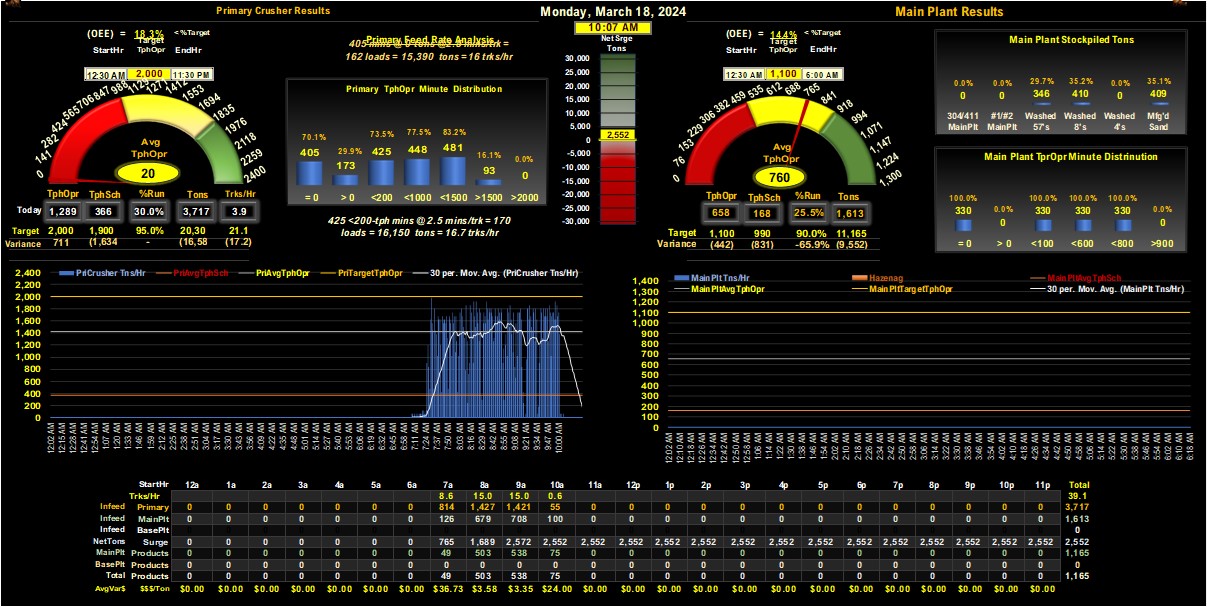 Primary Crusher Results
Monday, March 18, 2024
Main Plant Results
10:07 AM
(OEE) = 18.3% <%Target
Target
StartHr TphOpr EndHr
12:30 AM 2,000 11:30 PM
0 141 282 424 565 706 847 988 1129 1271 1412 1553 1694 1835 1976 2118 2259 2400
Avg
TphOpr
20
TphOpr TphSch %Run Tons Trks/Hr
Today 1,289 366 30.0% 3,717 3.9
Target 2,000 1,900 95.0% 20,30 21.1
Variance 711 (1,634 - (16,58 (17.2)
Primary Feed Rate Analysis
405 mins @ 0 tons @2.5 mins/trk =
162 loads = 15,390 tons = 16 trks/hr
Primary TphOpr Minute Distribution
70.1% 29.9% 73.5% 77.5% 83.2% 16.1% 0.0%
405 173 425 448 481 93 0
= 0 > 0 <200 <1000 <1500 >1500 >2000
425 <200-tph mins @ 2.5 mins/trk = 170
loads = 16,150 tons = 16.7 trks/hr
Net Srge
Tons
30,000
25,000
20,000
15,000
10,000
5,000
2,552
0
-5,000
-10,000
-15,000
-20,000
-25,000
-30,000
(OEE) = 14.4% <%Target
Target
StartHr TphOpr EndHr
12:30 AM 1,100 6:00 AM
0 76 153 229 306 382 459 535 612 688 765 841 918 994 1,071 1,147 1,224 1,300
Avg
TphOpr
760
TphOpr TphSch %Run Tons
658 168 25.5% 1,613
Target 1,100 990 90.0% 11,165
Variance (442) (831) -65.9% (9,552)
Main Plant Stockpiled Tons
0.0% 0.0% 29.7% 35.2% 0.0% 35.1%
0 0 346 410 0 409
304/411 #1/#2 Washed Washed Washed Mfg'd
MainPlt MainPlt 57's 8's 4's Sand
Main Plant TprOpr Minute Distrinution
100.0% 0.0% 100.0% 100.0% 100.0% 0.0%
330 0 330 330 330 0
= 0 > 0 <100 <600 <800 >900
PriCrusher Tns/Hr PriAvgTphSch PriAvgTphOpr PriTargetTphOpr 30 per. Mov. Avg. (PriCrusher Tns/Hr)
2,400
2,200
2,000
1,800
1,600
1,400
1,200
1,000
800
600
400
200
0
12:02 AM 12:15 AM 12:28 AM 12:41 AM 12:54 AM 1:07 AM 1:20 AM 1:33 AM 1:46 AM 1:59 AM 2:12 AM 2:25 AM 2:38 AM 2:51 AM 3:04 AM 3:17 AM 3:30 AM 3:43 AM 3:56 AM 4:09 AM 4:22 AM 4:35 AM 4:48 AM 5:01 AM 5:14 AM 5:27 AM 5:40 AM 5:53 AM 6:06 AM 6:19 AM 6:32 AM 6:45 AM 6:58 AM 7:11 AM 7:24 AM 7:37 AM 7:50 AM 8:03 AM 8:16 AM 8:29 AM 8:42 AM 8:55 AM 9:08 AM 9:21 AM 9:34 AM 9:47 AM 10:00 AM
MainPltTns/Hr Hazenag MainPltAvgTphSch
MainPltAvgTphOpr MainPltTargetTphOpr 30 per. Mov. Avg. (MainPlt Tns/Hr)
1,400
1,300
1,200
1,100
1,000
900
800
700
600
500
400
300
200
100
0
12:02 AM 12:10 AM 12:18 AM 12:26 AM 12:34 AM 12:42 AM 12:50 AM 12:58 AM 1:06 AM 1:14 AM 1:22 AM 1:30 AM 1:38 AM 1:46 AM 1:54 AM 2:02 AM 2:10 AM 2:18 AM 2:26 AM 2:34 AM 2:42 AM 2:50 AM 2:58 AM 3:06 AM 3:14 AM 3:22 AM 3:30 AM 3:38 AM 3:46 AM 3:54 AM 4:02 AM 4:10 AM 4:18 AM 4:26 AM 4:34 AM 4:42 AM 4:50 AM 4:58 AM 5:06 AM 5:14 AM 5:22 AM 5:30 AM 5:38 AM 5:46 AM 5:54 AM 6:02 AM 6:10 AM 6:18 AM
StartHr 12a 1a 2a 3a 4a 5a 6a 7a 8a 9a 10a 11a 12p 1p 2p 3p 4p 5p 6p 7p 8p 9p 10p 11p Total
Trks/Hr 8.6 15.0 15.0 0.6 39.1
Infeed Primary 0 0 0 0 0 0 0 814 1,427 1,421 55 0 0 0 0 0 0 0 0 0 0 0 0 0 3,717
Infeed MainPlt 0 0 0 0 0 0 0 126 679 708 100 0 0 0 0 0 0 0 0 0 0 0 0 0 1,613
Infeed BasePlt 0
NetTons Surge 0 0 0 0 0 0 0 765 1,689 2,572 2,552 2,552 2,552 2,552 2,552 2,552 2,552 2,552 2,552 2,552 2,552 2,552 2,552 2,552 2,552
MainPlt Products 0 0 0 0 0 0 0 49 503 538 75 0 0 0 0 0 0 0 0 0 0 0 0 0 1,165
BasePlt Products 0 0 0 0 0 0 0 0 0 0 0 0 0 0 0 0 0 0 0 0 0 0 0 0 0
Total Products 0 0 0 0 0 0 0 49 503 538 75 0 0 0 0 0 0 0 0 0 0 0 0 0 1,165
AvgVar$ $$$/Ton $0.00 $0.00 $0.00 $0.00 $0.00 $0.00 $0.00 $36.73 $3.58 $3.35 $24.00 $0.00 $0.00 $0.00 $0.00 $0.00 $0.00 $0.00 $0.00 $0.00 $0.00 $0.00 $0.00 $0.00